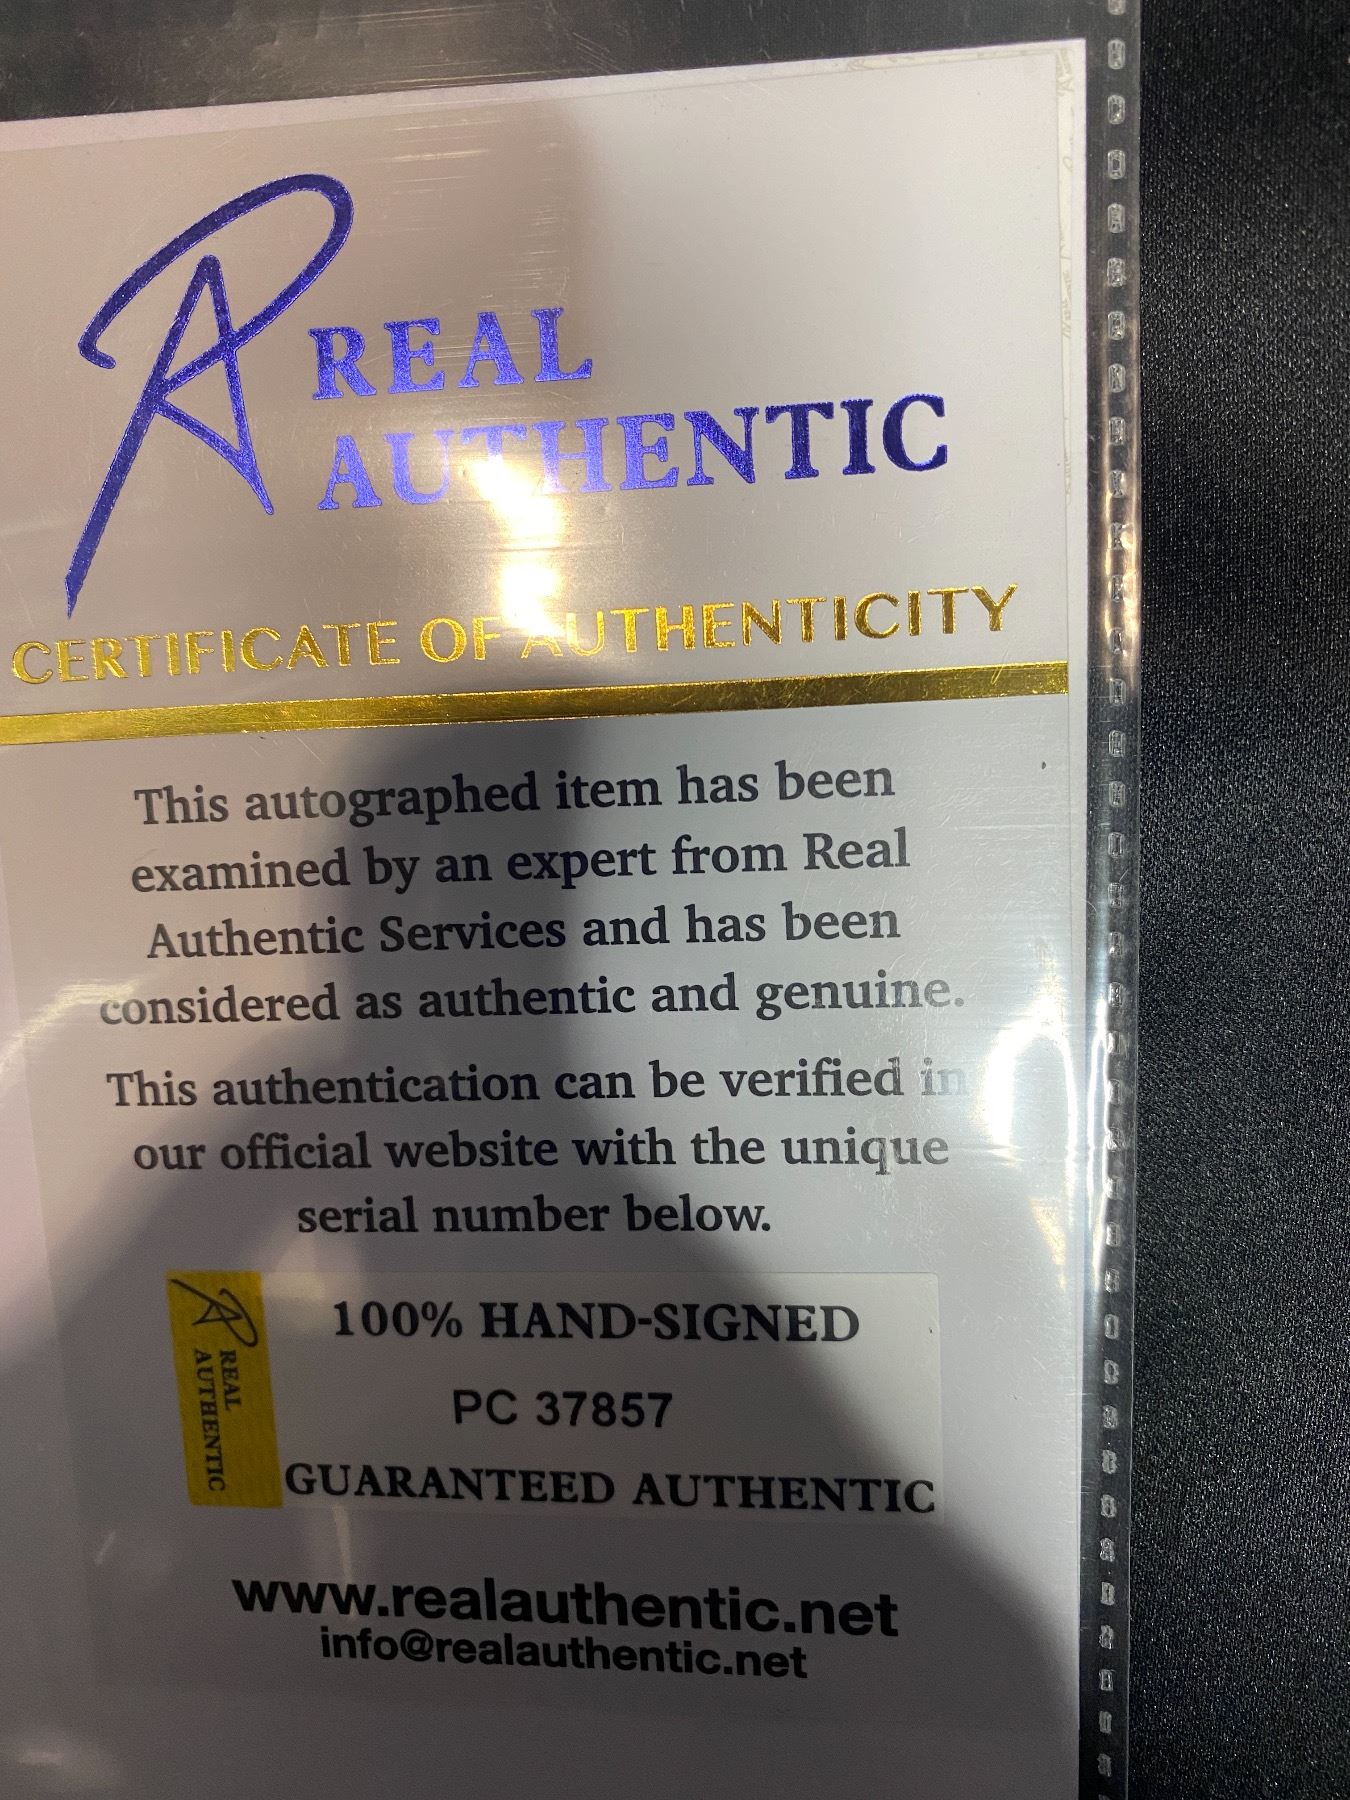 REAL
AUTHENTIC
CERTIFICATE OF AUTHENTICITY
This autographed item has been
examined by an expert from Real
Authentic Services and has been
considered as authentic and genuine.
This authentication can be verified in
our official website with the unique
serial number below.
REAL
AUTHENTIC
100% HAND-SIGNED
PC 37857
GUARANTEED AUTHENTIC
www.realauthentic.net
info@realauthentic.net